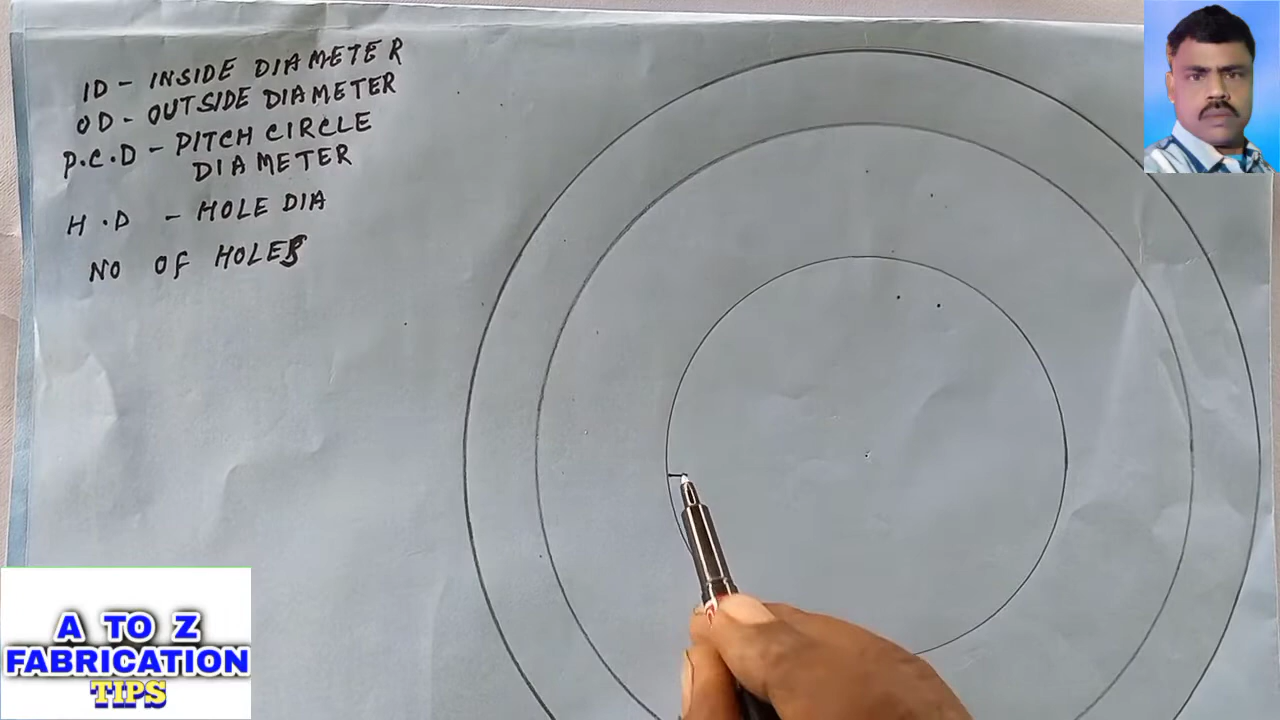 ID - INSIDE DIAMETER
OD - OUTSIDE DIAMETER
P.C.D - PITCH CIRCLE
DIAMETER
H.D - HOLE DIA
NO OF HOLES
A TO Z
FABRICATION
TIPS